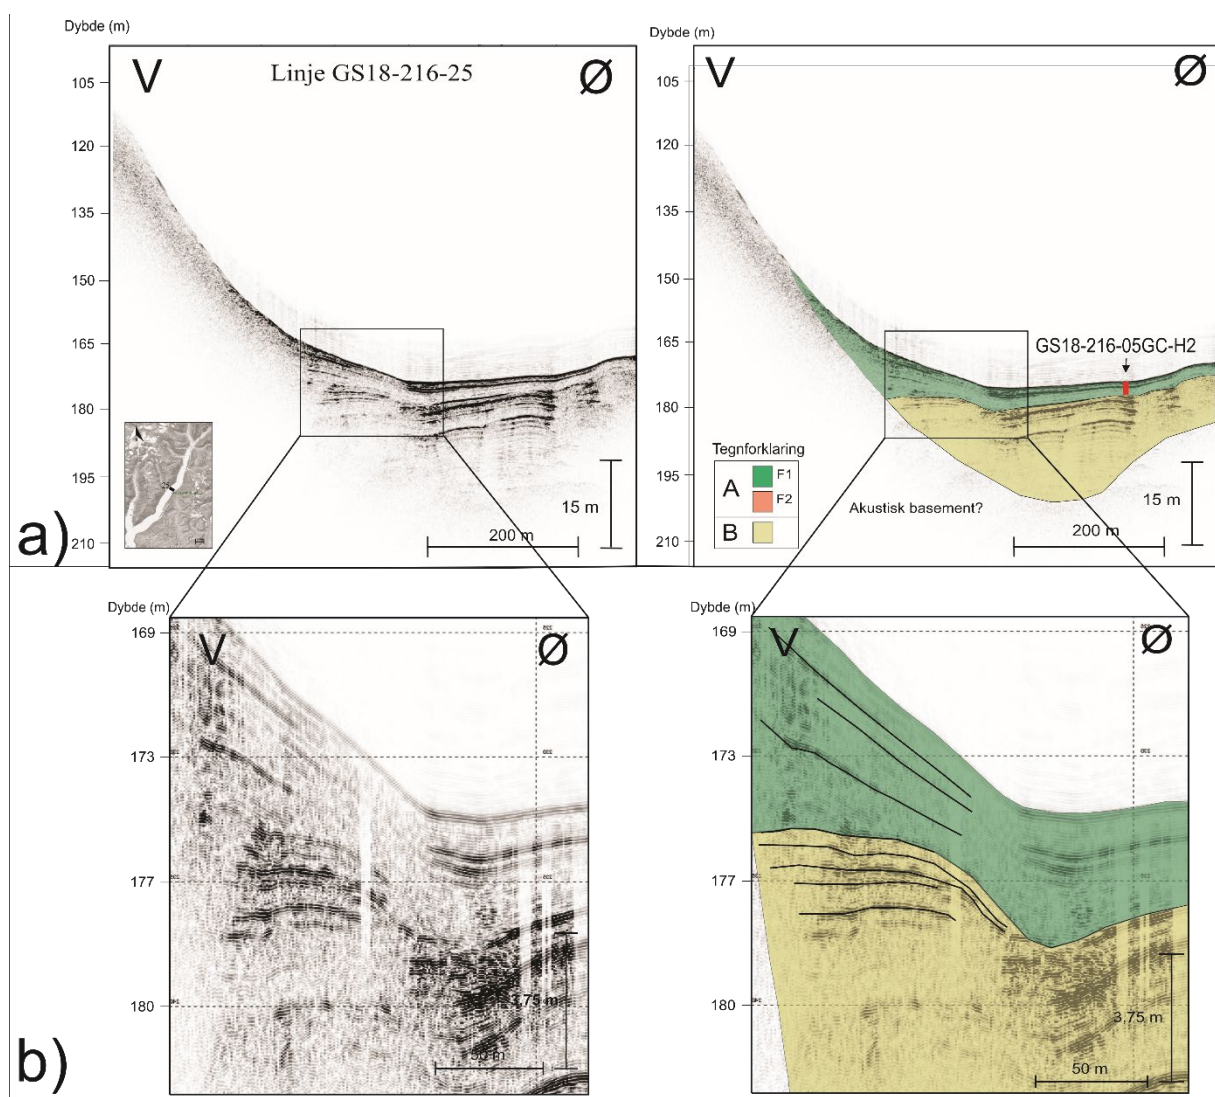 Dybde (m)
Dybde (m)
V
Linje GS18-216-25
Ø
V
Ø
105
120
135
150
165
180
195
210
105
120
135
150
165
180
195
210
GS18-216-05GC-H2
Tegnforklaring
A
F1
F2
B
25
15 m
200 m
Akustisk basement?
15 m
200 m
a)
Dybde (m)
Dybde (m)
V
Ø
V
Ø
169
173
177
180
169
173
177
180
3,75 m
50 m
3,75 m
50 m
b)